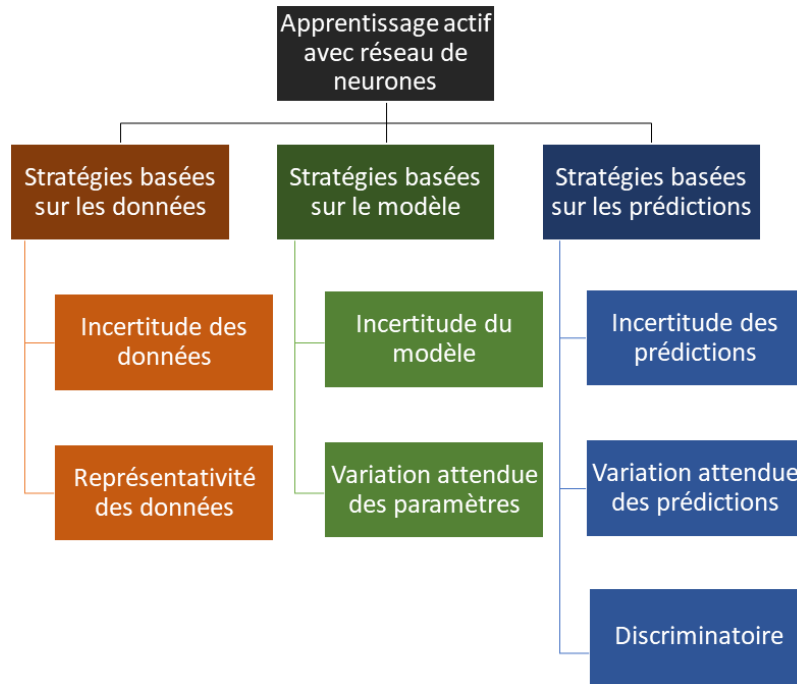 Apprentissage actif
avec réseau de
neurones
Stratégies basées
sur les données
Stratégies basées
sur le modèle
Stratégies basées
sur les prédictions
Incertitude des
données
Incertitude du
modèle
Incertitude des
prédictions
Représentativité
des données
Variation attendue
des paramètres
Variation attendue
des prédictions
Discriminatoire